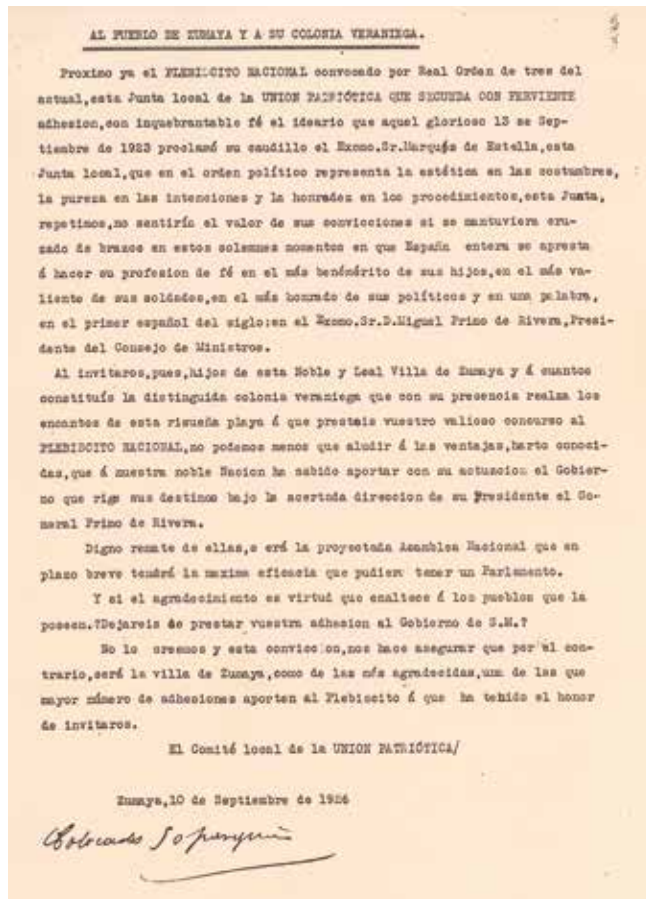 AL PUEBLO DE ZUMAYA Y A SU COLONIA VERANIEGA.
Proximo ya el PLEBISCITO NACIONAL convocado por Real Orden de tres del
actual,esta Junta local de la UNION PATRIÓTICA QUE SECUNDA CON FERVIENTE
adhesion,con inquebrantable fé el ideario que aquel glorioso 13 de Sep-
tiembre de 1923 proclamó su caudillo el Excmo.Sr.Marqués de Estella,esta
Junta local,que en el orden político representa la estética en las costumbres,
la pureza en las intenciones y la honradez en los procedimientos,esta Junta,
repetimos,no sentiría el valor de sus convicciones si se mantuviera cru-
zado de brazos en estos solemnes momentos en que España entera se apresta
á hacer su profesion de fé en el más benémérito de sus hijos,en el más va-
liente de sus soldados,en el más honrado de sus políticos y en una palabra,
en el primer español del siglo:en el Excmo.Sr.D.Miguel Primo de Rivera,Presi-
dente del Consejo de Ministros.
Al invitaros,pues,hijos de esta Noble y Leal Villa de Zumaya y á cuantos
constituís la distinguida colonia veraniega que con su presencia realza los
encantos de esta risueña playa á que presteis vuestro valioso concurso al
PLEBISCITO NACIONAL,no podemos menos que aludir á las ventajas,harto conoci-
das,que á nuestra noble Nacion ha sabido aportar con su actuacion el Gobier-
no que rige sus destinos bajo la acertada direccion de su Presidente el Ge-
neral Primo de Rivera.
Digno remate de ellas,s erá la proyectada Asamblea Nacional que en
plazo breve tendrá la maxima eficacia que pudiera tener un Parlamento.
Y si el agradecimiento es virtud que enaltece á los pueblos que la
poseen.?Dejareis de prestar vuestra adhesion al Gobierno de S.M.?
No lo creemos y esta conviccion,nos hace asegurar que por el con-
trario,será la villa de Zumaya,como de las más agradecidas,una de las que
mayor número de adhesiones aporten al Plebiscito á que ha tenido el honor
de invitaros.
El Comité local de la UNION PATRIÓTICA/
Zumaya,10 de Septiembre de 1926